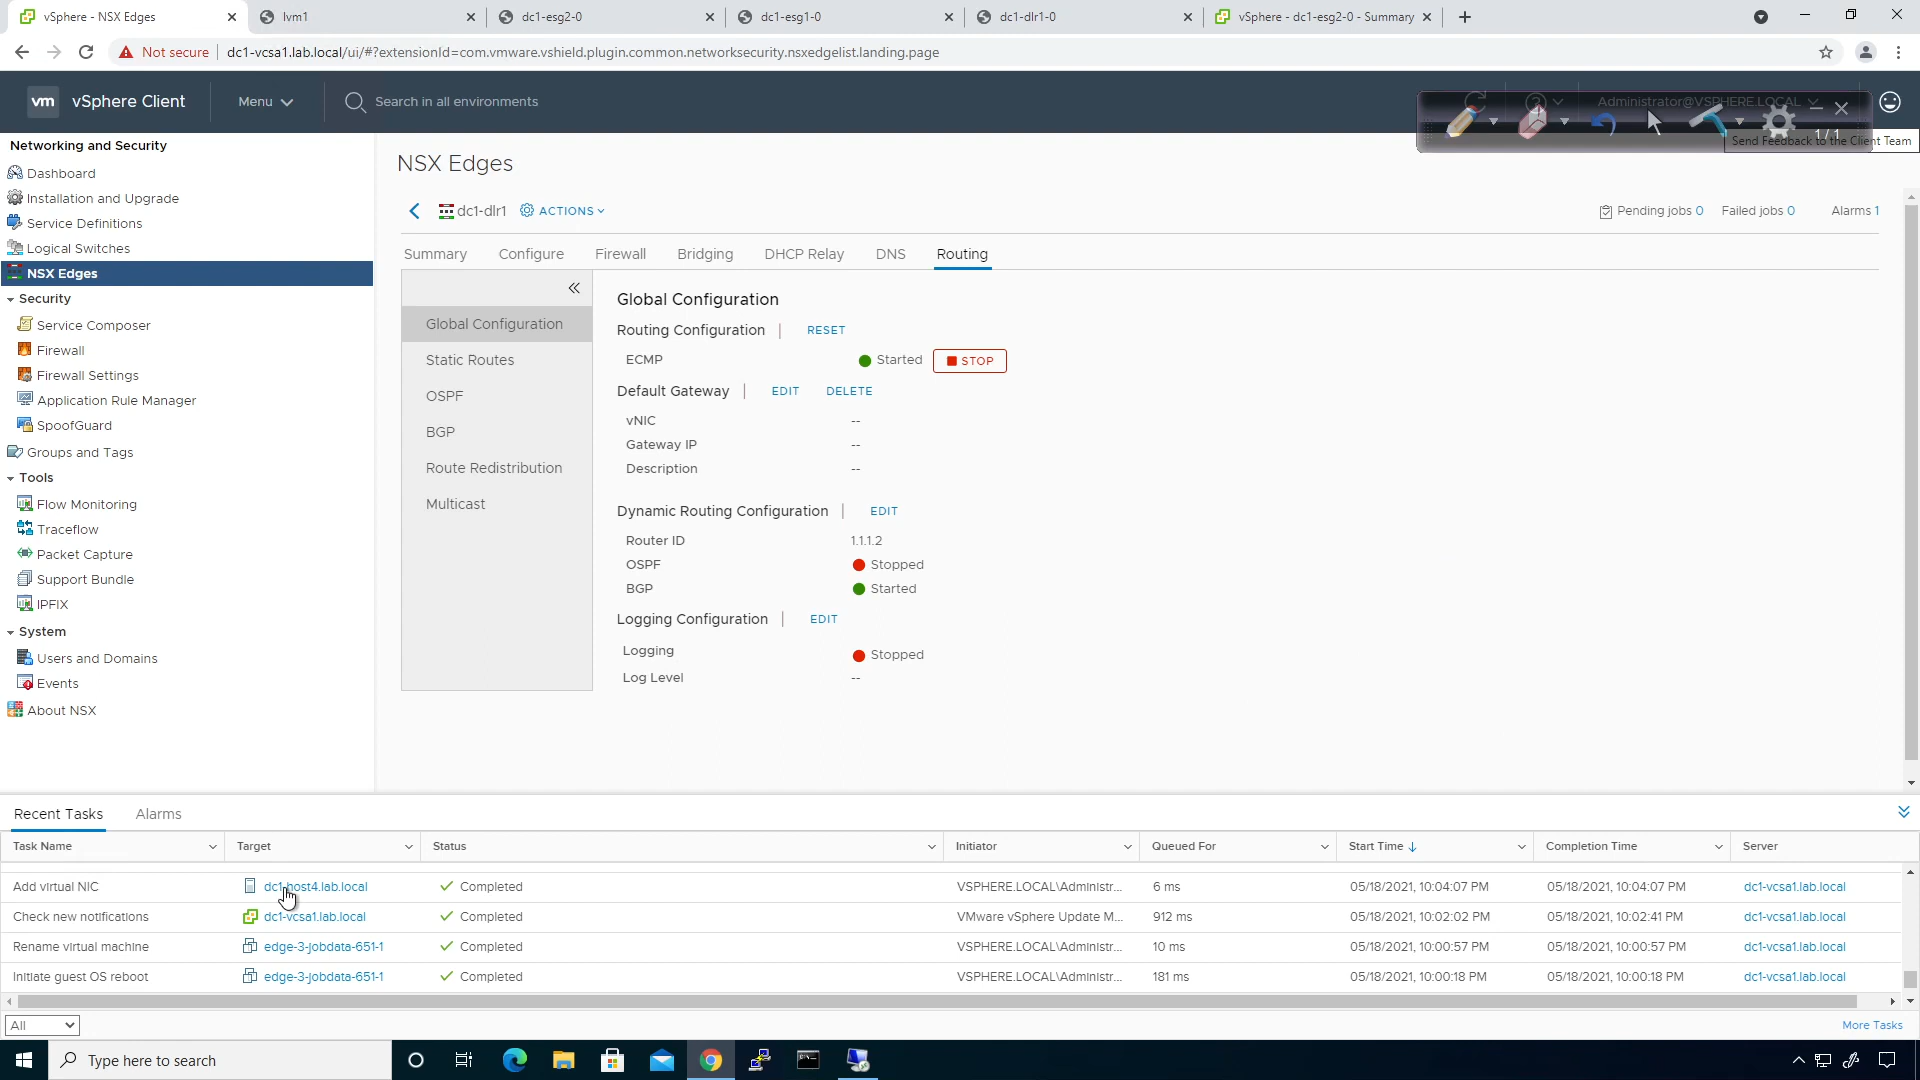 vSphere - NSX Edges
lvm1
dc1-esg2-0
dc1-esg1-0
dc1-dlr1-0
vSphere - dc1-esg2-0 - Summary
Not secure
dc1-vcsa1.lab.local/ui/#?extensionId=com.vmware.vshield.plugin.common.networksecurity.nsxedgelist.landing.page
vm
vSphere Client
Menu
Search in all environments
Administrator@VSPHERE.LOCAL
1/1
Send Feedback to the Client Team
Networking and Security
Dashboard
Installation and Upgrade
Service Definitions
Logical Switches
NSX Edges
Security
Service Composer
Firewall
Firewall Settings
Application Rule Manager
SpoofGuard
Groups and Tags
Tools
Flow Monitoring
Traceflow
Packet Capture
Support Bundle
IPFIX
System
Users and Domains
Events
About NSX
NSX Edges
dc1-dlr1 ACTIONS
Pending jobs 0 Failed jobs 0 Alarms 1
Summary Configure Firewall Bridging DHCP Relay DNS Routing
Global Configuration
Static Routes
OSPF
BGP
Route Redistribution
Multicast
Global Configuration
Routing Configuration | RESET
ECMP Started STOP
Default Gateway | EDIT DELETE
vNIC --
Gateway IP --
Description --
Dynamic Routing Configuration | EDIT
Router ID 1.1.1.2
OSPF Stopped
BGP Started
Logging Configuration | EDIT
Logging Stopped
Log Level --
Recent Tasks Alarms
Task Name Target Status Initiator Queued For Start Time Completion Time Server
Add virtual NIC dc1-host4.lab.local Completed VSPHERE.LOCAL\Administr... 6 ms 05/18/2021, 10:04:07 PM 05/18/2021, 10:04:07 PM dc1-vcsa1.lab.local
Check new notifications dc1-vcsa1.lab.local Completed VMware vSphere Update M... 912 ms 05/18/2021, 10:02:02 PM 05/18/2021, 10:02:41 PM dc1-vcsa1.lab.local
Rename virtual machine edge-3-jobdata-651-1 Completed VSPHERE.LOCAL\Administr... 10 ms 05/18/2021, 10:00:57 PM 05/18/2021, 10:00:57 PM dc1-vcsa1.lab.local
Initiate guest OS reboot edge-3-jobdata-651-1 Completed VSPHERE.LOCAL\Administr... 181 ms 05/18/2021, 10:00:18 PM 05/18/2021, 10:00:18 PM dc1-vcsa1.lab.local
All
More Tasks
Type here to search